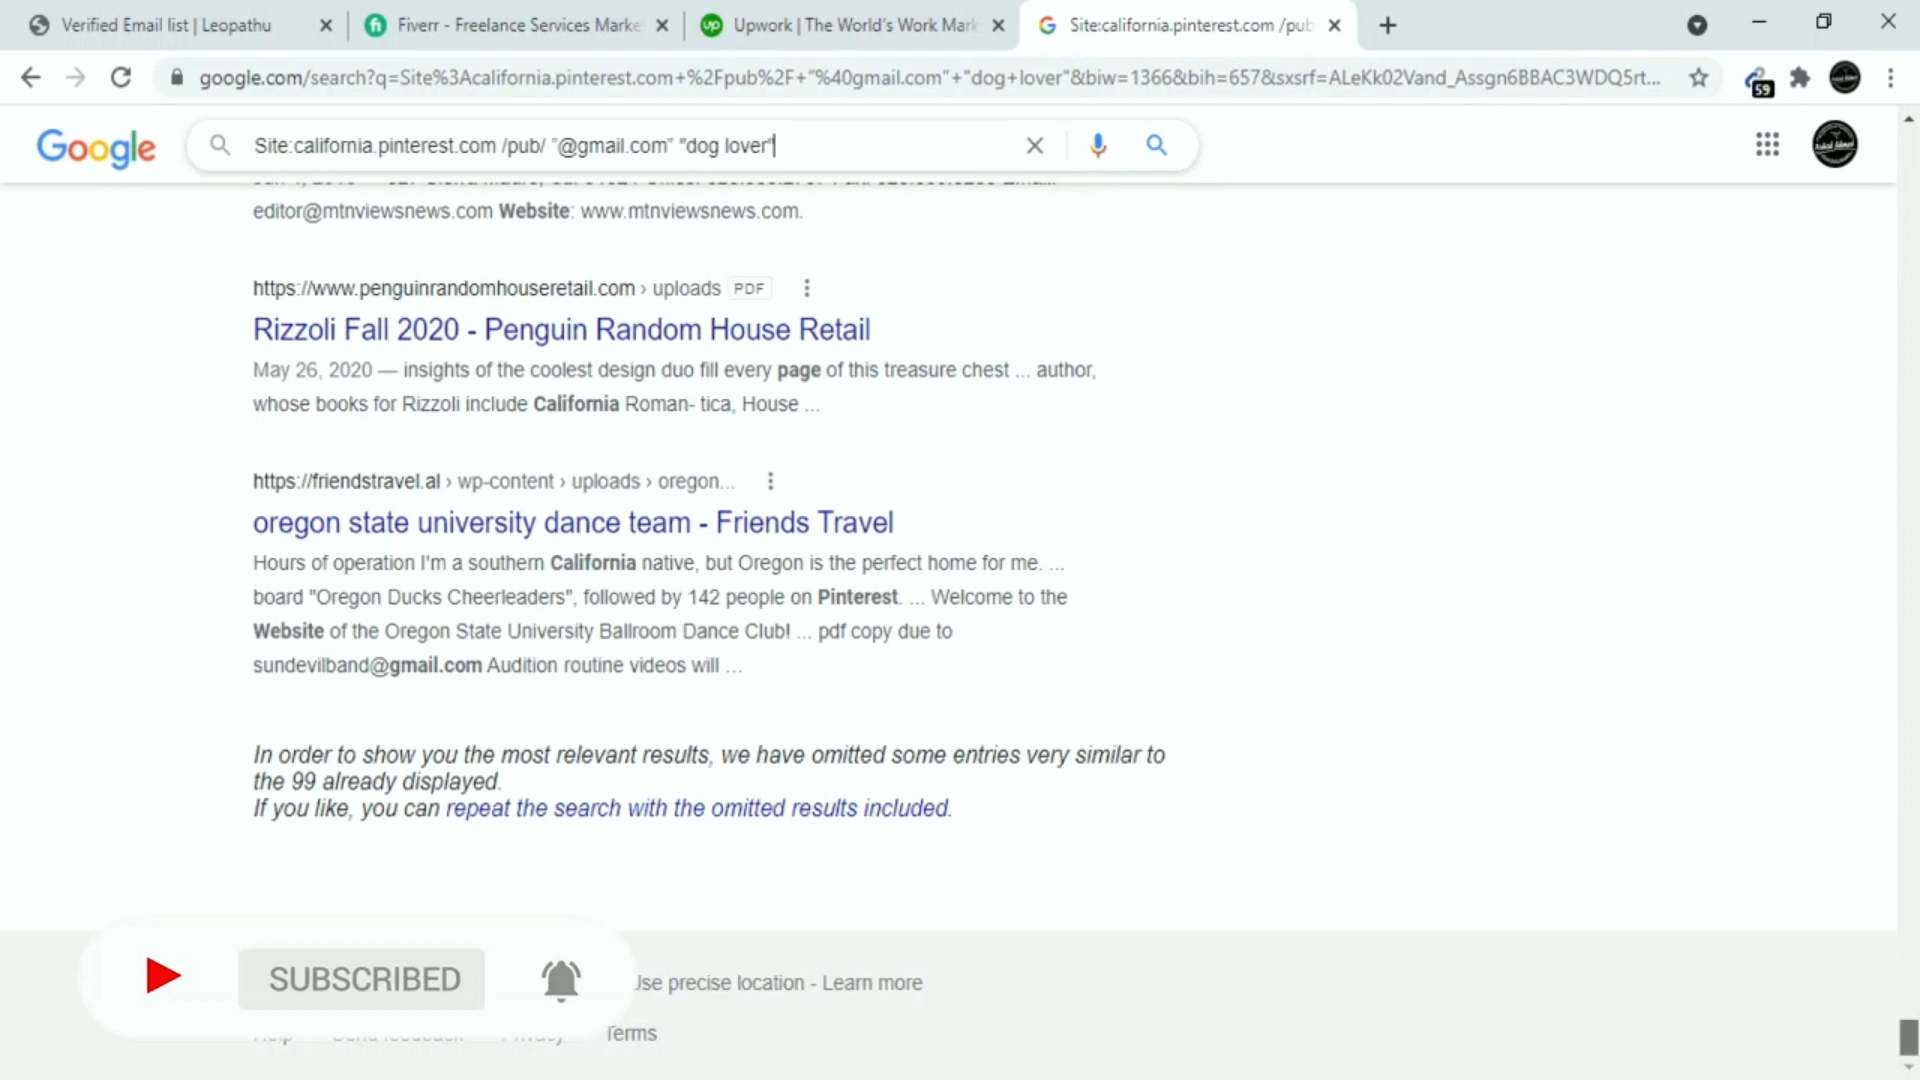 Verified Email list | Leopathu
Fiverr - Freelance Services Marke
Upwork | The World's Work Mark
Site:california.pinterest.com /pub
google.com/search?q=Site%3Acalifornia.pinterest.com+%2Fpub%2F+"%40gmail.com"+"dog+lover"&biw=1366&bih=657&sxsrf=ALeKk02Vand_Assgn6BBAC3WDQ5rt...
59
Google
Site:california.pinterest.com /pub/ "@gmail.com" "dog lover"
editor@mtnviewsnews.com Website: www.mtnviewsnews.com.
https://www.penguinrandomhouseretail.com › uploads PDF
Rizzoli Fall 2020 - Penguin Random House Retail
May 26, 2020 — insights of the coolest design duo fill every page of this treasure chest ... author,
whose books for Rizzoli include California Roman- tica, House ...
https://friendstravel.al › wp-content › uploads › oregon...
oregon state university dance team - Friends Travel
Hours of operation I'm a southern California native, but Oregon is the perfect home for me. ...
board "Oregon Ducks Cheerleaders", followed by 142 people on Pinterest. ... Welcome to the
Website of the Oregon State University Ballroom Dance Club! ... pdf copy due to
sundevilband@gmail.com Audition routine videos will ...
In order to show you the most relevant results, we have omitted some entries very similar to
the 99 already displayed.
If you like, you can repeat the search with the omitted results included.
SUBSCRIBED
Use precise location - Learn more
Help Send feedback Privacy Terms